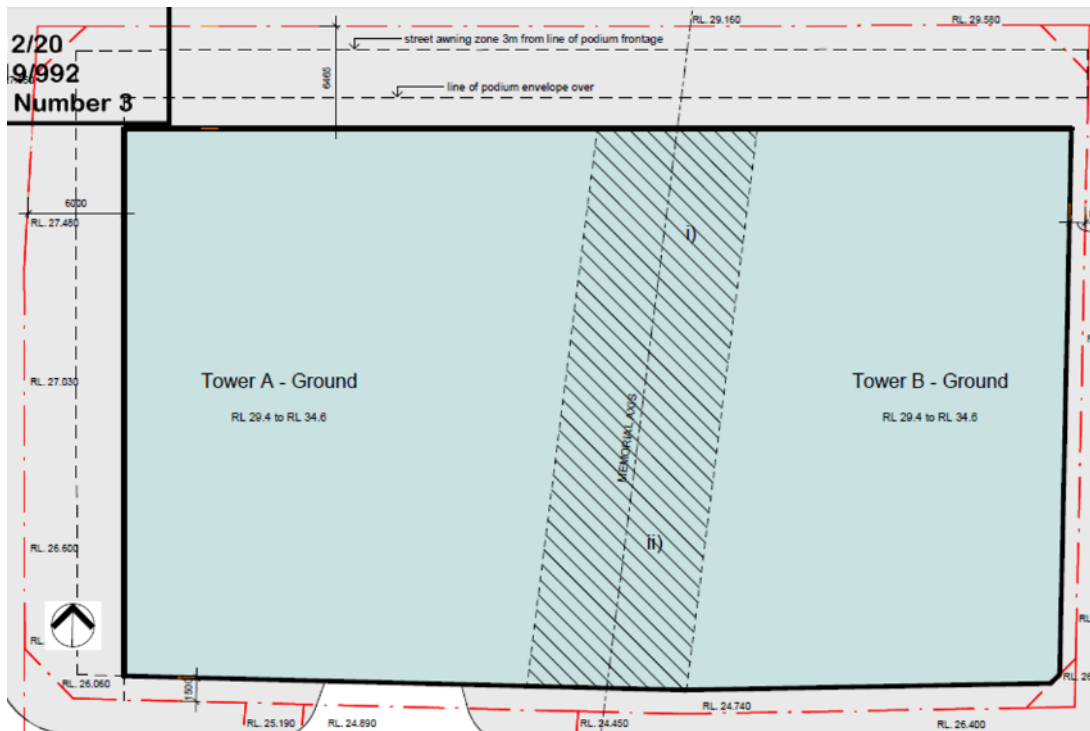 RL. 29.160
RL. 29.580
2/20
street awning zone 3m from line of podium frontage
9/992
6465
line of podium envelope over
Number 3
6000
RL. 27.480
i)
RL. 27.030
Tower A - Ground
RL 29.4 to RL 34.6
Tower B - Ground
RL 29.4 to RL 34.6
MEMORIAL AXIS
RL. 26.600
ii)
RL.
RL. 26.060
1500
RL. 25.190
RL. 24.890
RL. 24.450
RL. 24.740
RL. 26.400